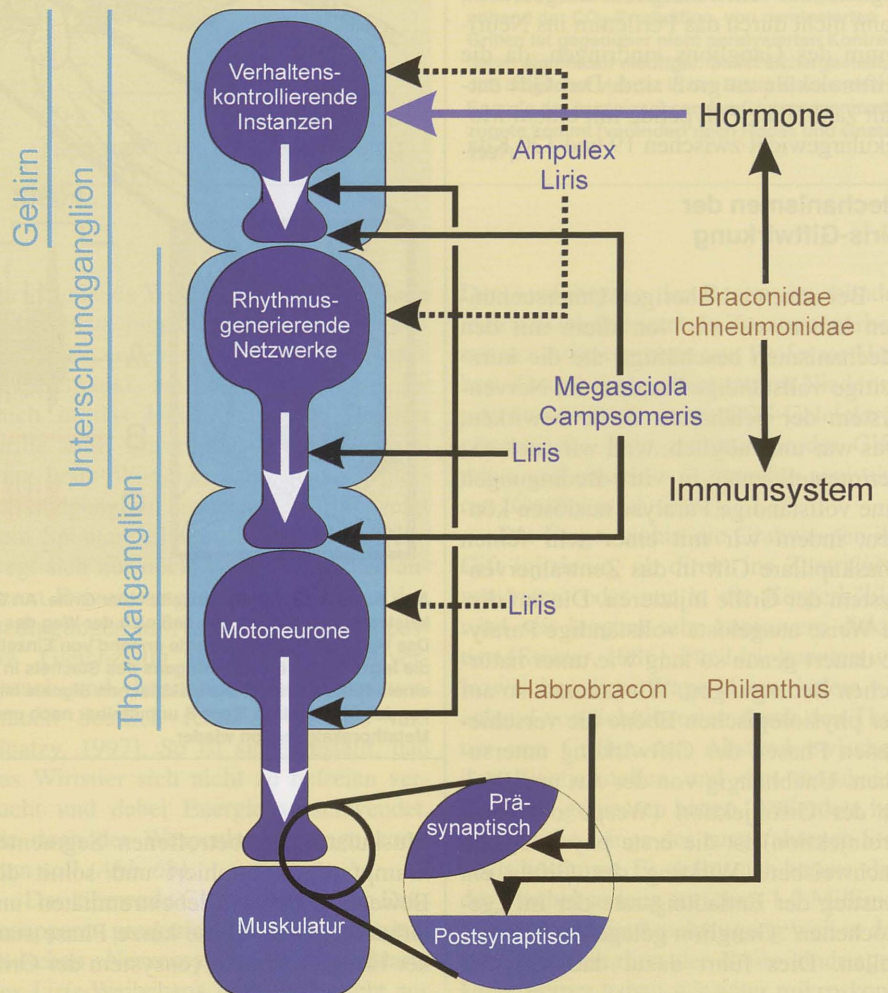 Verhaltens-
kontrollierende
Instanzen
Hormone
Ampulex
Liris
Gehirn
Unterschlundganglion
Braconidae
Ichneumonidae
Rhythmus-
generierende
Netzwerke
Megasciola
Campsomeris
Liris
Immunsystem
Thorakalganglien
Liris
Motoneurone
Habrobracon
Philanthus
Prä-
synaptisch
Postsynaptisch
Muskulatur